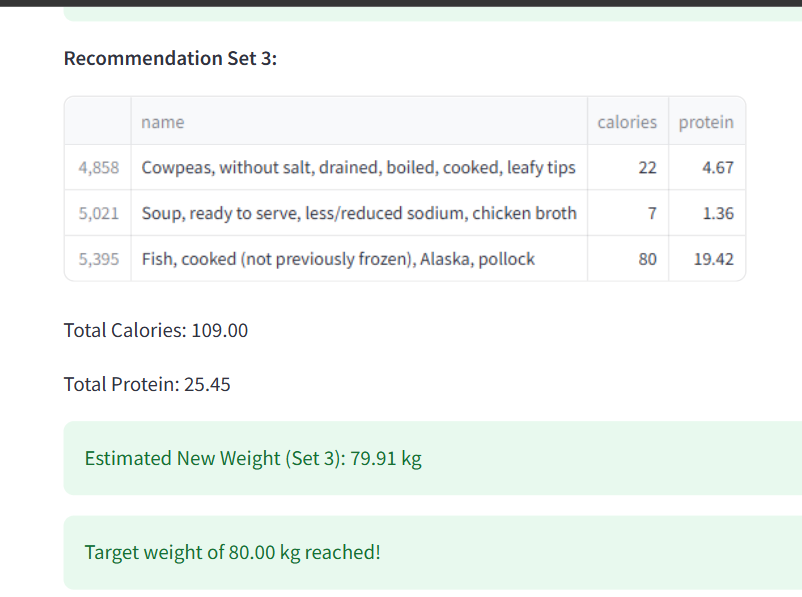 Recommendation Set 3:
name calories protein
4,858 Cowpeas, without salt, drained, boiled, cooked, leafy tips 22 4.67
5,021 Soup, ready to serve, less/reduced sodium, chicken broth 7 1.36
5,395 Fish, cooked (not previously frozen), Alaska, pollock 80 19.42
Total Calories: 109.00
Total Protein: 25.45
Estimated New Weight (Set 3): 79.91 kg
Target weight of 80.00 kg reached!